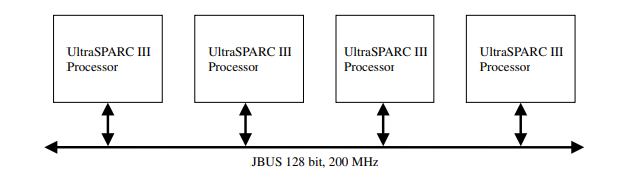 UltraSPARC III
Processor
UltraSPARC III
Processor
UltraSPARC III
Processor
UltraSPARC III
Processor
JBUS 128 bit, 200 MHz